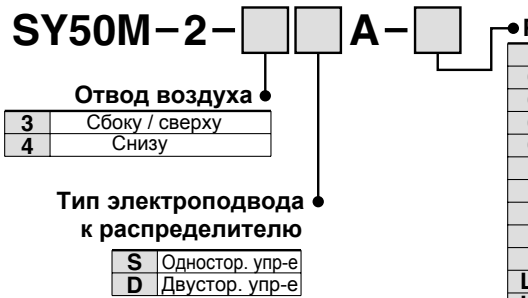 SY50M-2-□□A-□
Отвод воздуха
3 Сбоку / сверху
4 Снизу
Тип электроподвода
к распределителю
S Одностор. упр-е
D Двустор. упр-е